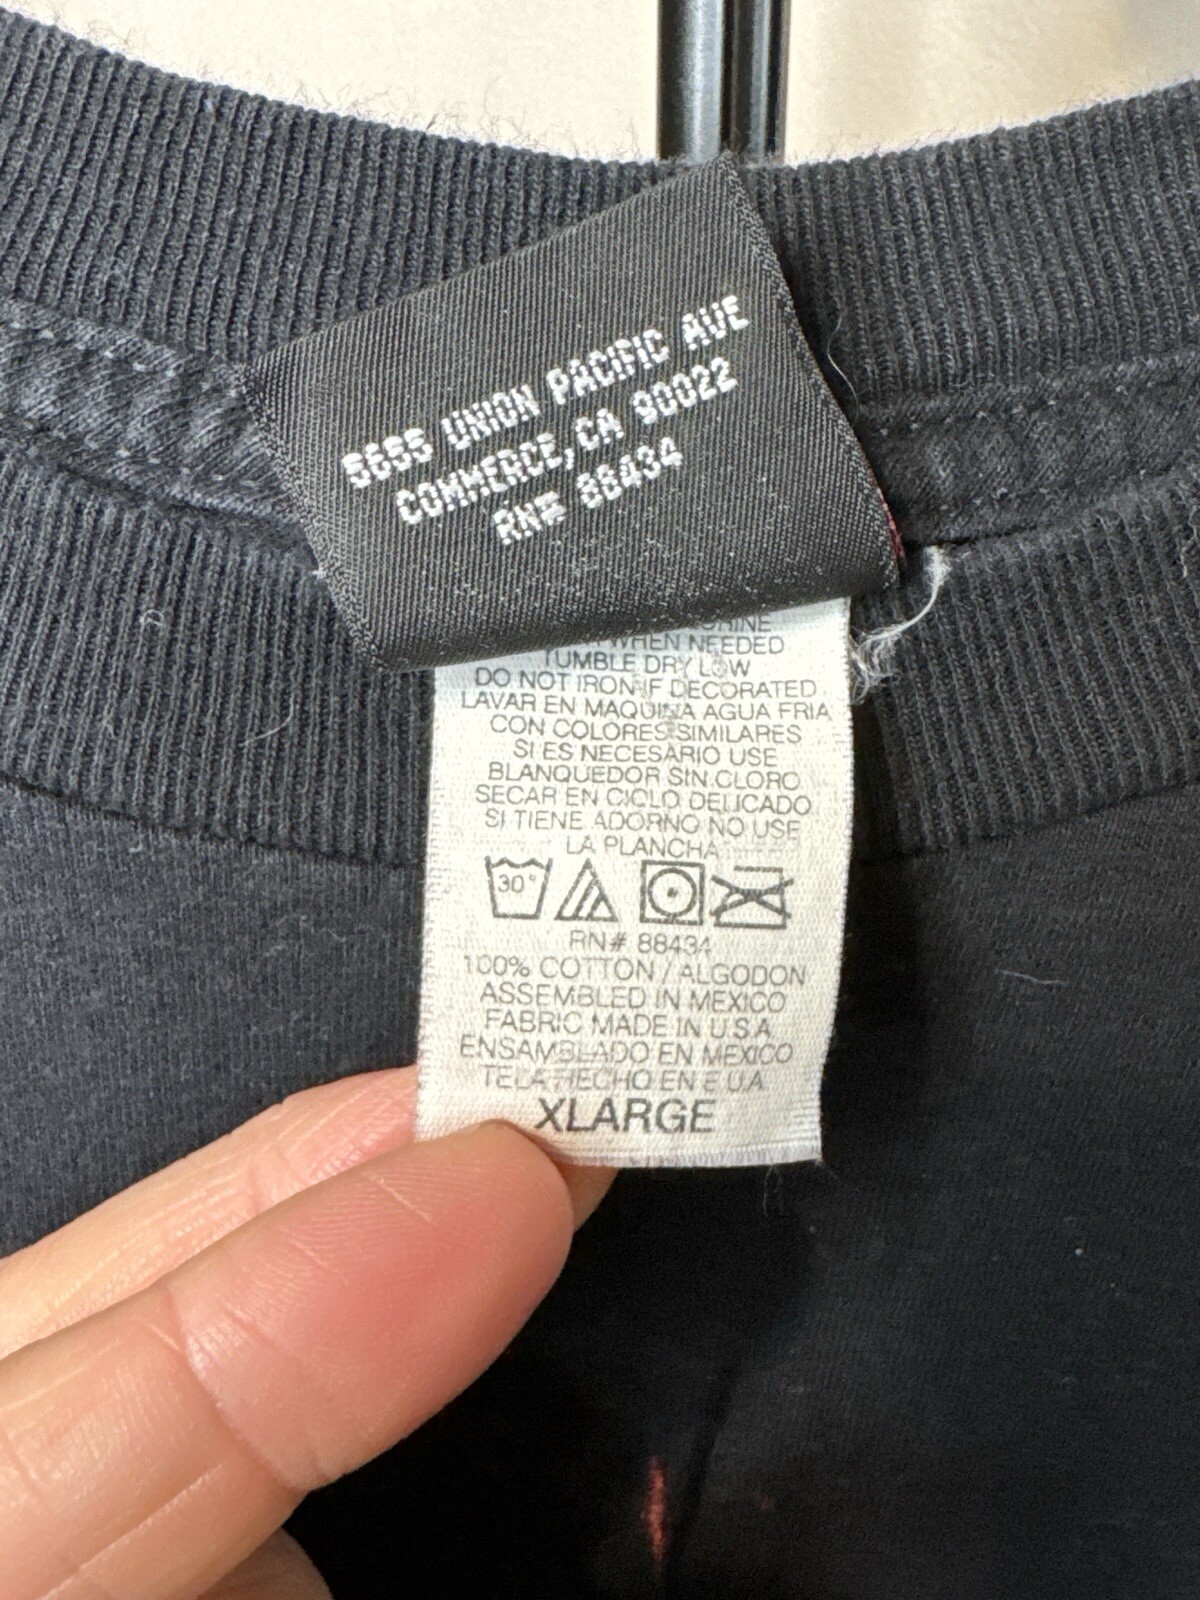 5695 UNION PACIFIC AVE
COMMERCE, CA 90022
RN# 88434
WHEN NEEDED
TUMBLE DRY LOW
DO NOT IRON IF DECORATED
LAVAR EN MAQUINA AGUA FRIA
CON COLORES SIMILARES
SI ES NECESARIO USE
BLANQUEDOR SIN CLORO
SECAR EN CICLO DELICADO
SI TIENE ADORNO NO USE
LA PLANCHA
30°
RN# 88434
100% COTTON / ALGODON
ASSEMBLED IN MEXICO
FABRIC MADE IN U.S.A
ENSAMBLADO EN MEXICO
TELA HECHO EN E.U.A.
XLARGE